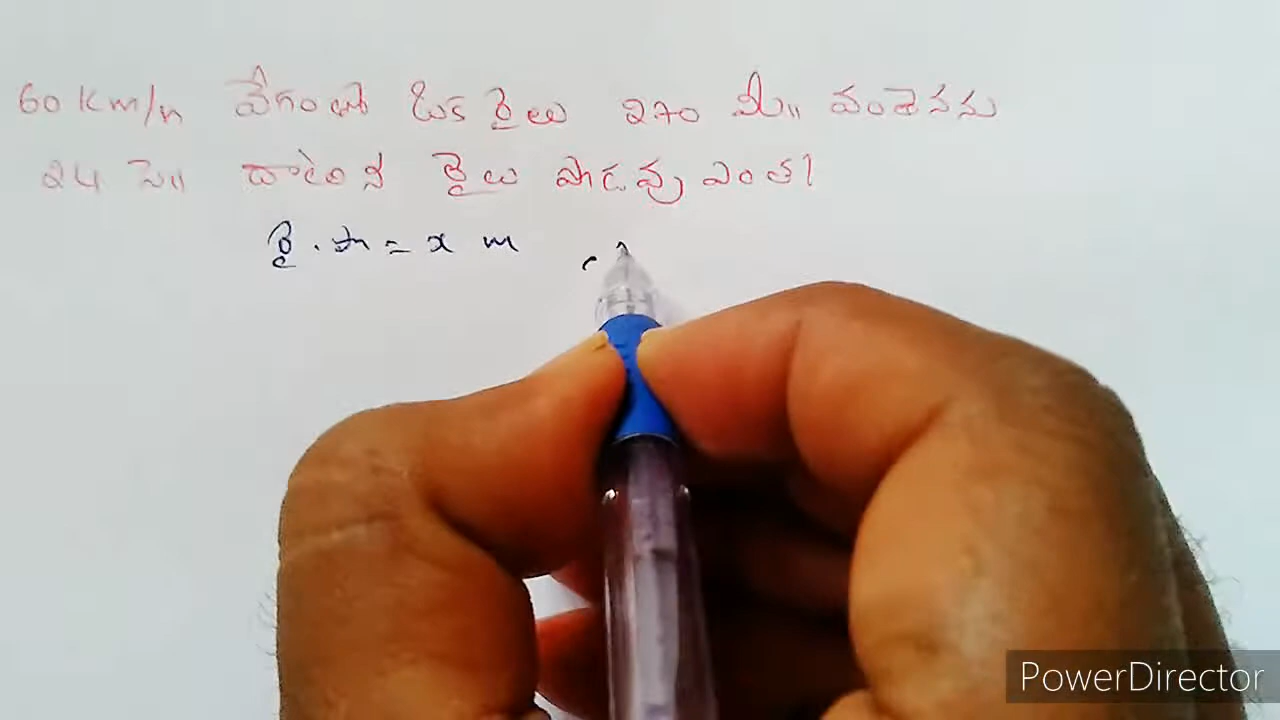 60 Km/h వేగంతో ఒక రైలు 270 మీ॥ వంతెనను
24 సె॥ దాటిన రైలు పొడవు ఎంత?
రై. పొ = x m
PowerDirector